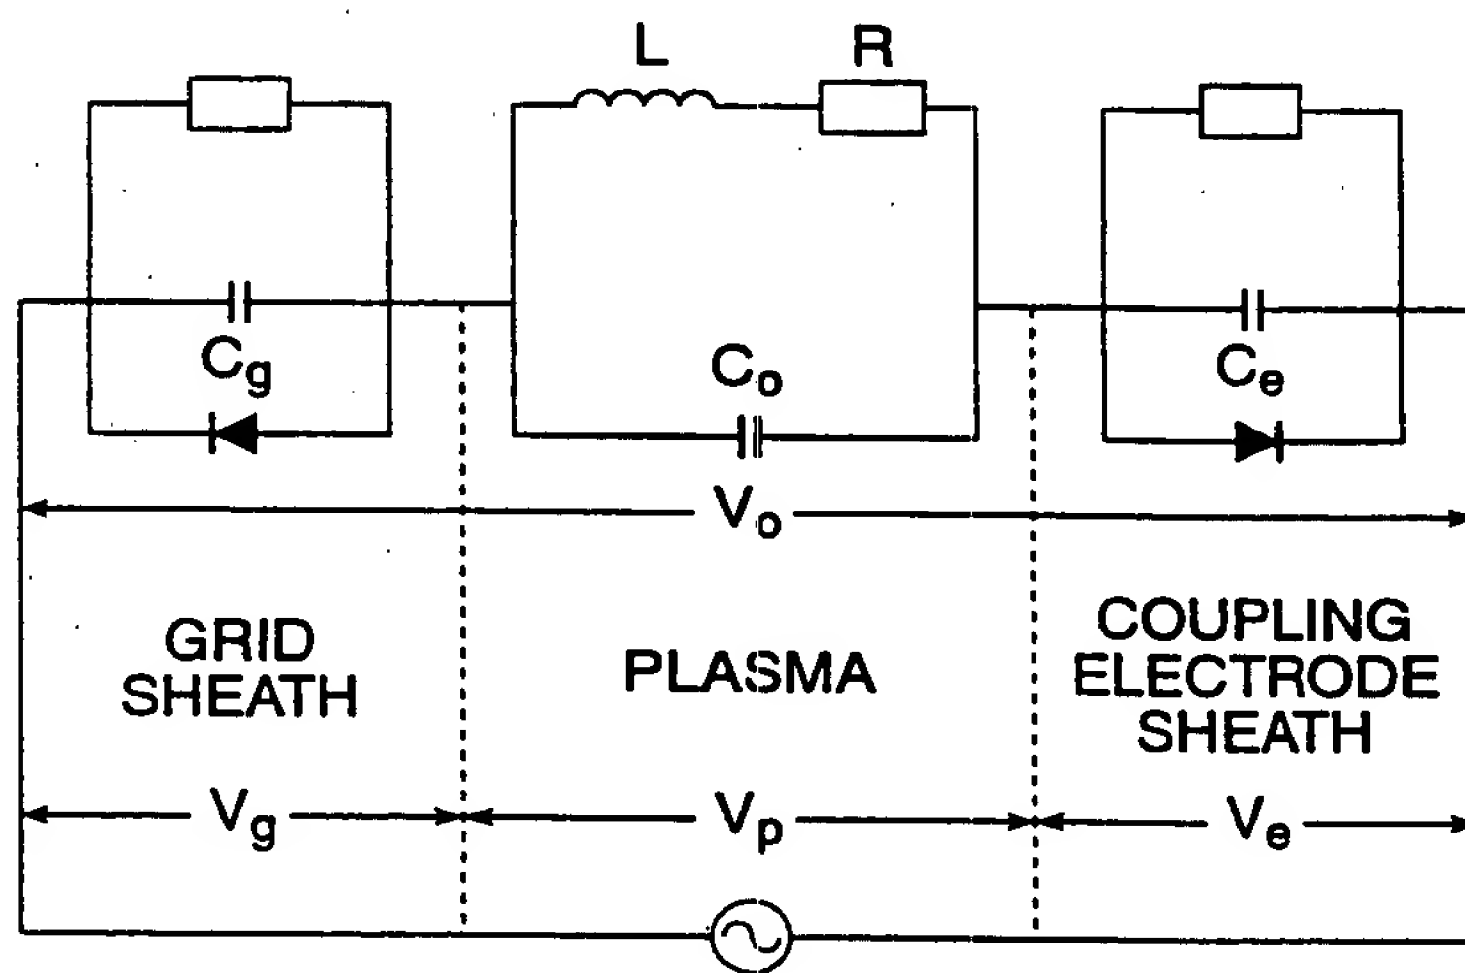 L
R
Cg
Co
Ce
Vo
GRID
SHEATH
PLASMA
COUPLING
ELECTRODE
SHEATH
Vg
Vp
Ve